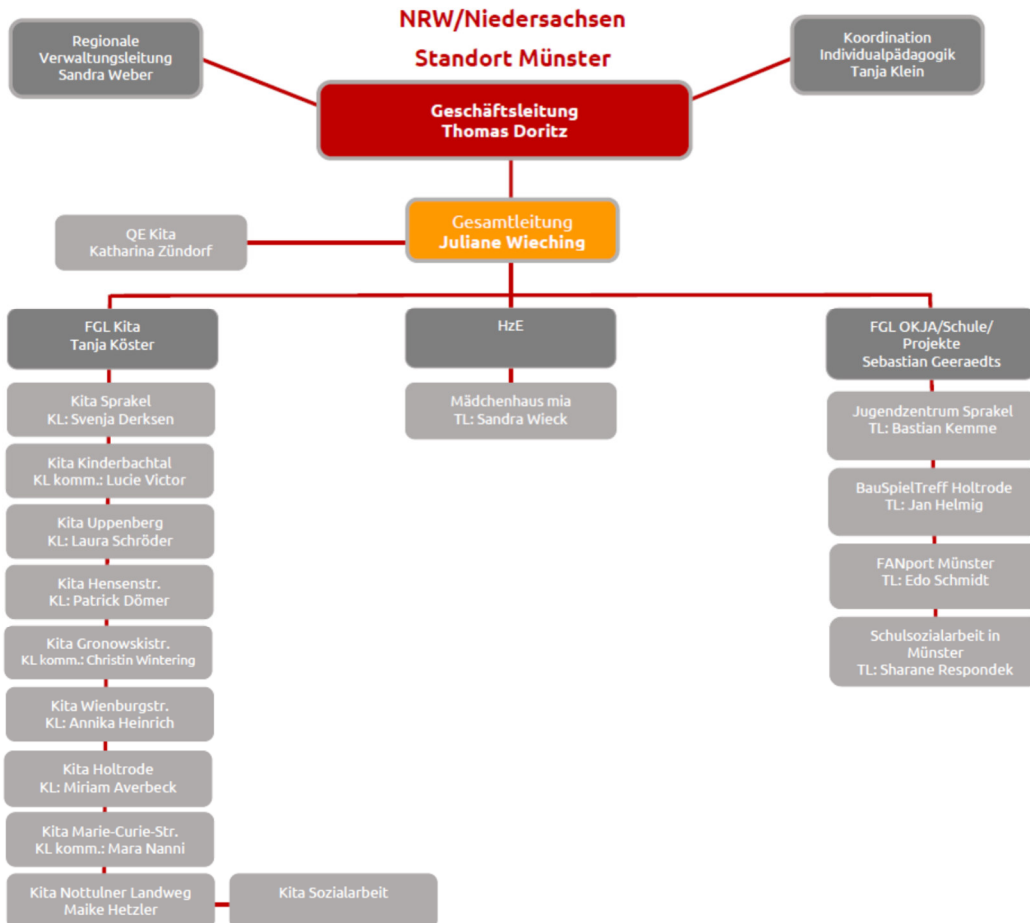 NRW/Niedersachsen
Standort Münster
Regionale
Verwaltungsleitung
Sandra Weber
Koordination
Individualpädagogik
Tanja Klein
Geschäftsleitung
Thomas Doritz
Gesamtleitung
Juliane Wieching
QE Kita
Katharina Zündorf
FGL Kita
Tanja Köster
Kita Sprakel
KL: Svenja Derksen
Kita Kinderbachtal
KL komm.: Lucie Victor
Kita Uppenberg
KL: Laura Schröder
Kita Hensenstr.
KL: Patrick Dömer
Kita Gronowskistr.
KL komm.: Christin Wintering
Kita Wienburgstr.
KL: Annika Heinrich
Kita Holtrode
KL: Miriam Averbeck
Kita Marie-Curie-Str.
KL komm.: Mara Nanni
Kita Nottulner Landweg
Maike Hetzler
Kita Sozialarbeit
HzE
Mädchenhaus mia
TL: Sandra Wieck
FGL OKJA/Schule/
Projekte
Sebastian Geeraedts
Jugendzentrum Sprakel
TL: Bastian Kemme
BauSpielTreff Holtrode
TL: Jan Helmig
FANport Münster
TL: Edo Schmidt
Schulsozialarbeit in
Münster
TL: Sharane Respondek